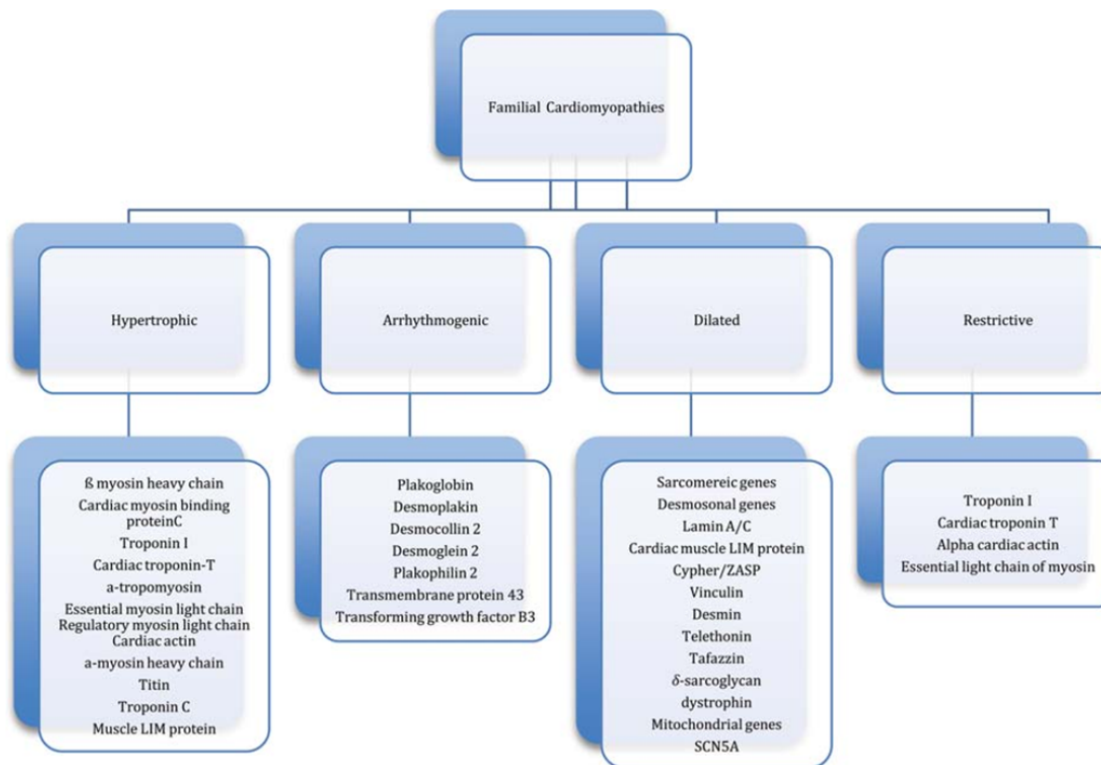 Familial Cardiomyopathies
Hypertrophic
Arrhythmogenic
Dilated
Restrictive
ß myosin heavy chain
Cardiac myosin binding
proteinC
Troponin I
Cardiac troponin-T
a-tropomyosin
Essential myosin light chain
Regulatory myosin light chain
Cardiac actin
a-myosin heavy chain
Titin
Troponin C
Muscle LIM protein
Plakoglobin
Desmoplakin
Desmocollin 2
Desmoglein 2
Plakophilin 2
Transmembrane protein 43
Transforming growth factor B3
Sarcomereic genes
Desmosonal genes
Lamin A/C
Cardiac muscle LIM protein
Cypher/ZASP
Vinculin
Desmin
Telethonin
Tafazzin
δ-sarcoglycan
dystrophin
Mitochondrial genes
SCN5A
Troponin I
Cardiac troponin T
Alpha cardiac actin
Essential light chain of myosin